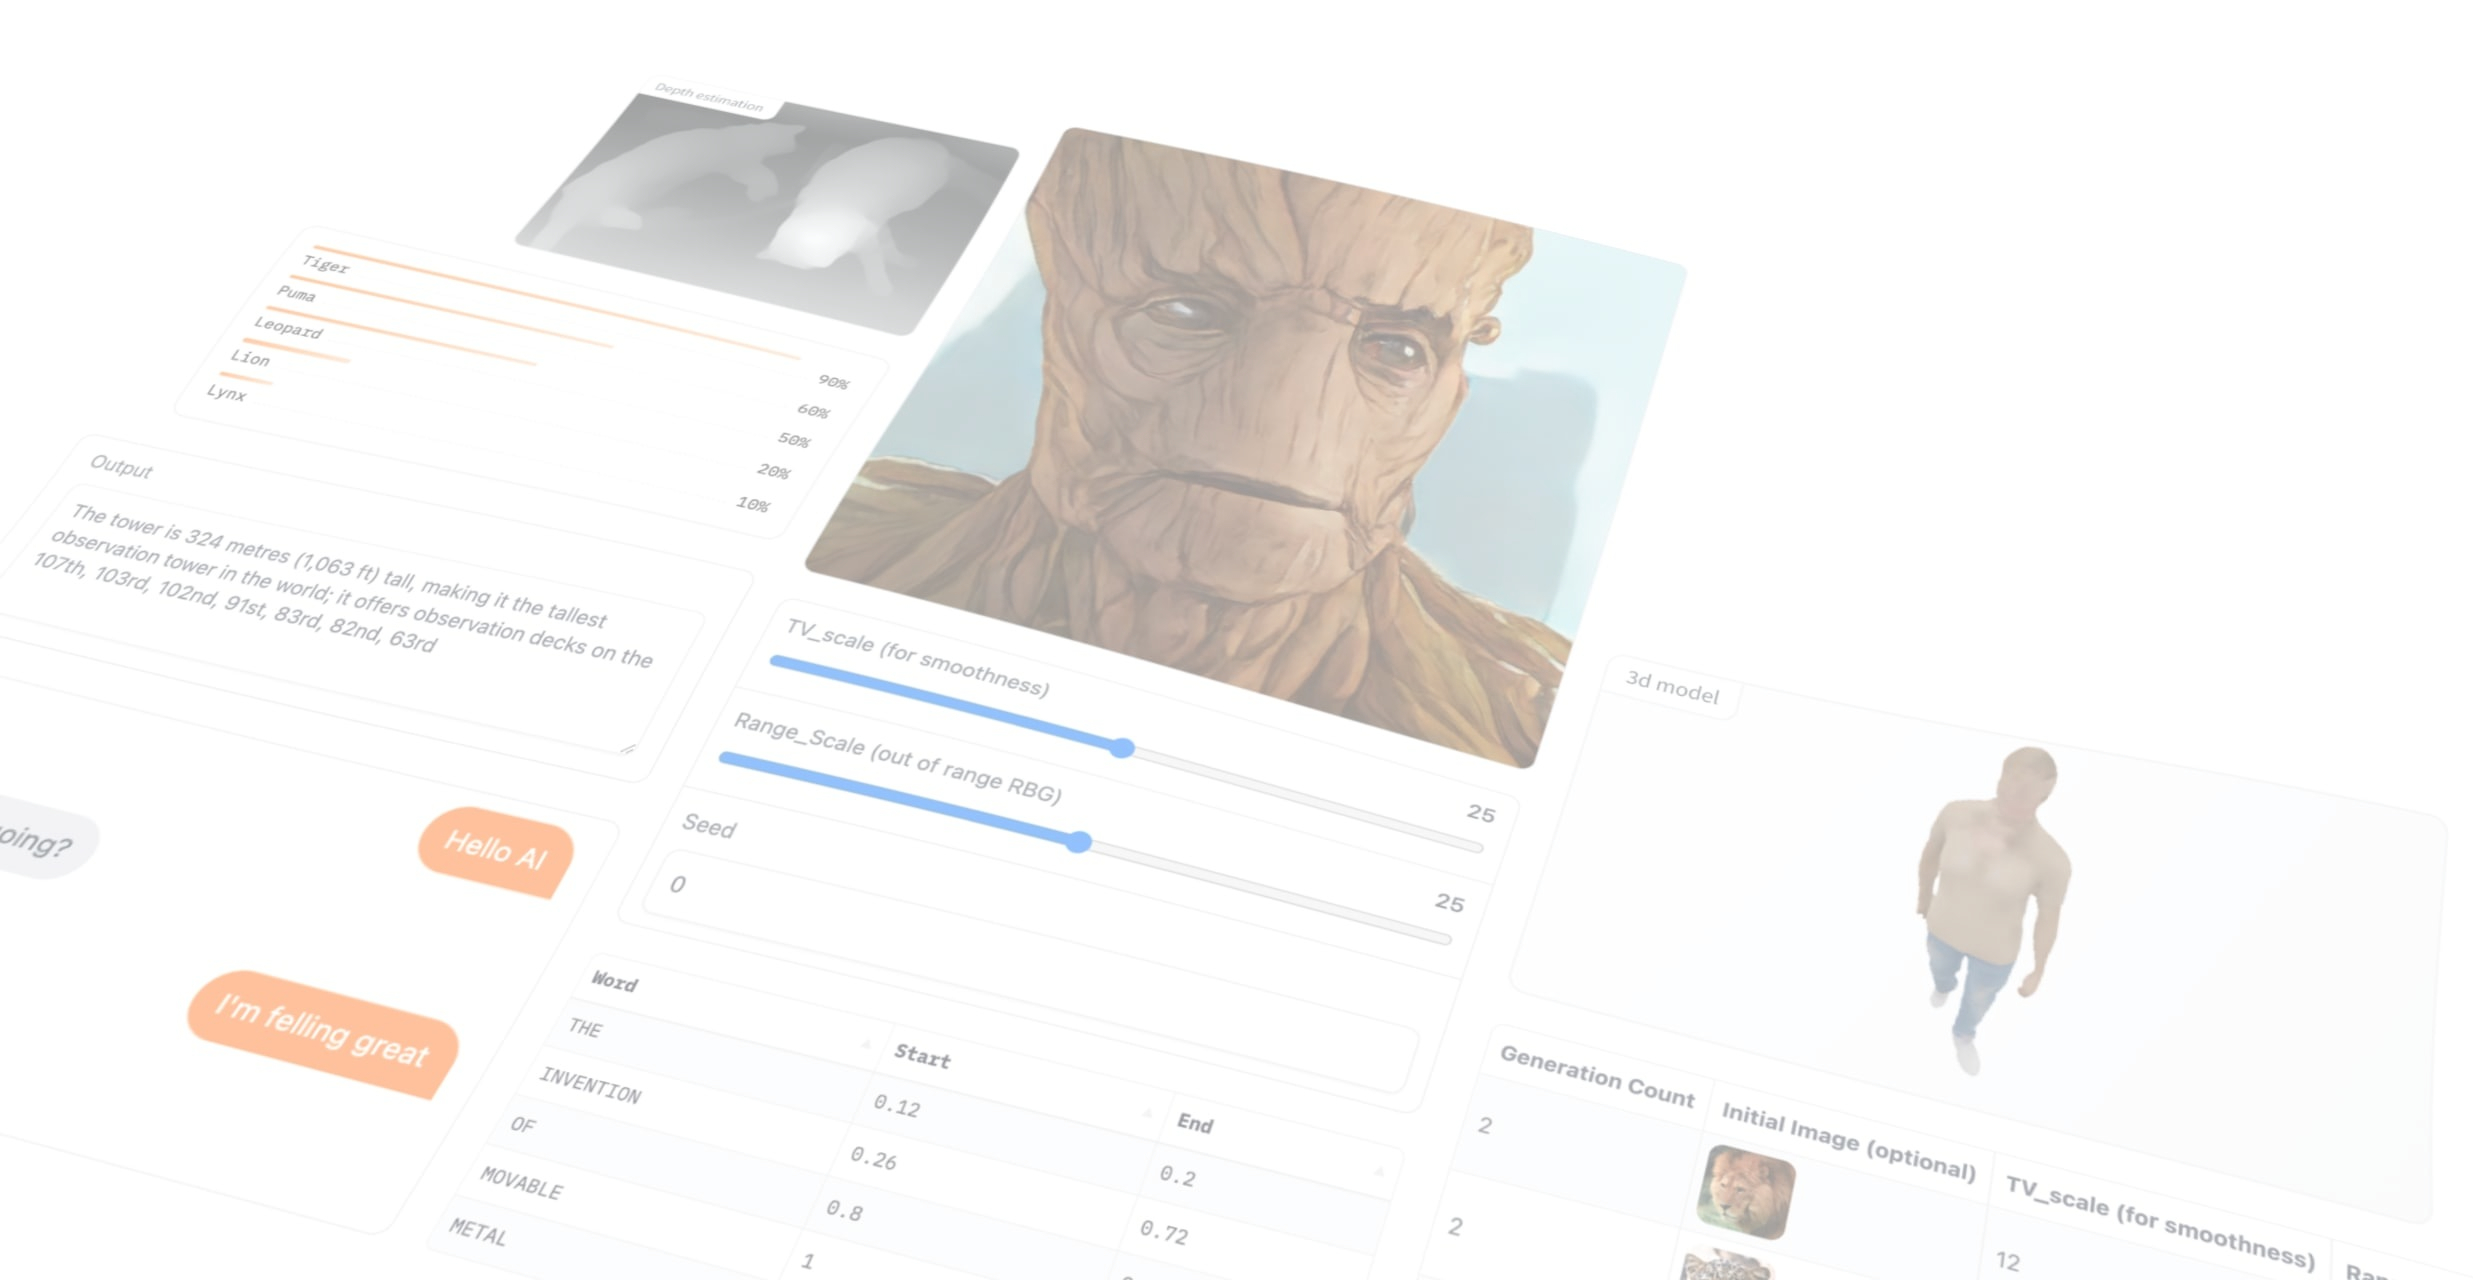 Depth estimation
Tiger
90%
Puma
60%
Leopard
50%
Lion
20%
Lynx
10%
Output
The tower is 324 metres (1,063 ft) tall, making it the tallest
observation tower in the world; it offers observation decks on the
107th, 103rd, 102nd, 91st, 83rd, 82nd, 63rd
Hello AI
I'm felling great
TV_scale (for smoothness)
25
Range_Scale (out of range RBG)
25
Seed
0
Word Start End
THE 0.12 0.2
INVENTION 0.26 0.72
OF 0.8
MOVABLE 1
METAL
3d model
Generation Count Initial Image (optional) TV_scale (for smoothness)
2 12
2